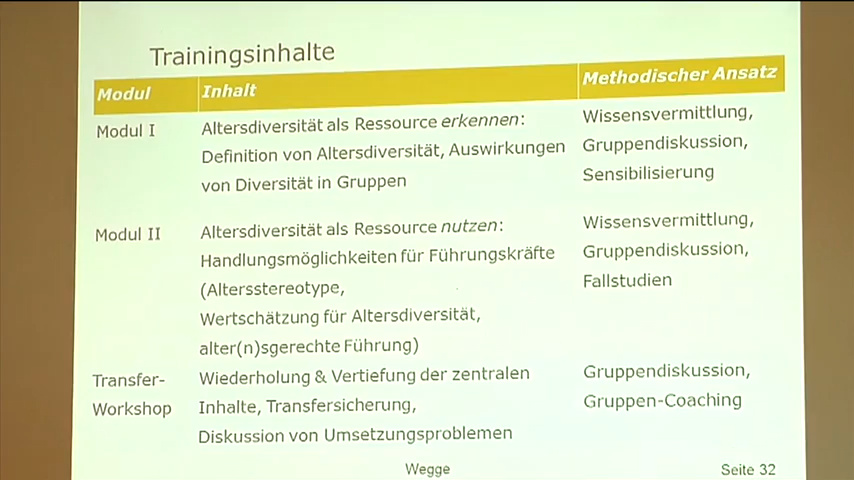 Trainingsinhalte
Modul Inhalt Methodischer Ansatz
Modul I Altersdiversität als Ressource erkennen: Wissensvermittlung,
Definition von Altersdiversität, Auswirkungen Gruppendiskussion,
von Diversität in Gruppen Sensibilisierung
Modul II Altersdiversität als Ressource nutzen: Wissensvermittlung,
Handlungsmöglichkeiten für Führungskräfte Gruppendiskussion,
(Altersstereotype, Fallstudien
Wertschätzung für Altersdiversität,
alter(n)sgerechte Führung)
Transfer- Wiederholung & Vertiefung der zentralen Gruppendiskussion,
Workshop Inhalte, Transfersicherung, Gruppen-Coaching
Diskussion von Umsetzungsproblemen
Wegge Seite 32